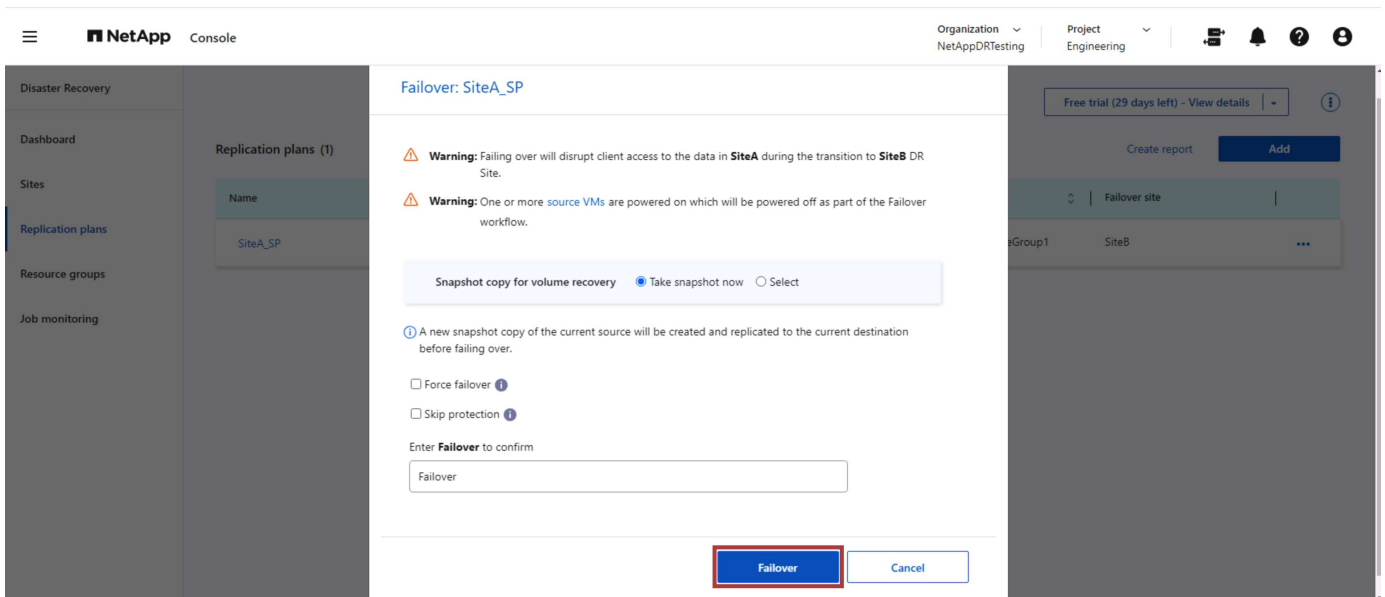 NetApp Console
Organization
NetAppDRTesting
Project
Engineering
Disaster Recovery
Dashboard
Sites
Replication plans
Resource groups
Job monitoring
Free trial (29 days left) - View details
Replication plans (1)
Create report
Add
Name
Failover site
SiteA_SP
eGroup1
SiteB
Failover: SiteA_SP
Warning: Failing over will disrupt client access to the data in SiteA during the transition to SiteB DR
Site.
Warning: One or more source VMs are powered on which will be powered off as part of the Failover
workflow.
Snapshot copy for volume recovery Take snapshot now Select
A new snapshot copy of the current source will be created and replicated to the current destination
before failing over.
Force failover
Skip protection
Enter Failover to confirm
Failover
Failover
Cancel